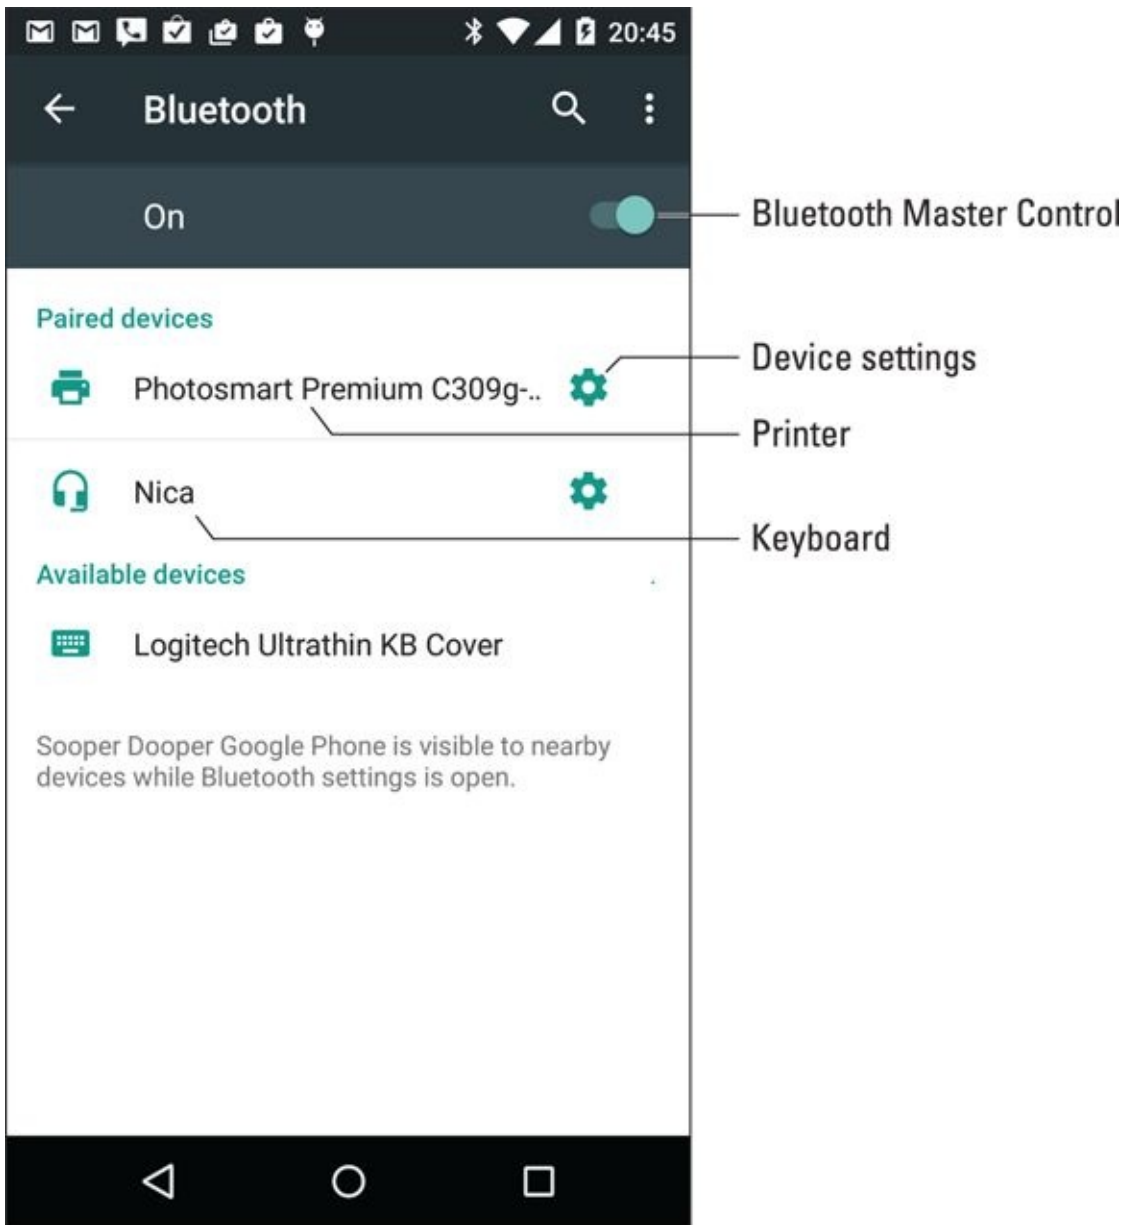 20:45
Bluetooth
On
Bluetooth Master Control
Paired devices
Device settings
Photosmart Premium C309g-..
Printer
Nica
Keyboard
Available devices
Logitech Ultrathin KB Cover
Sooper Dooper Google Phone is visible to nearby
devices while Bluetooth settings is open.